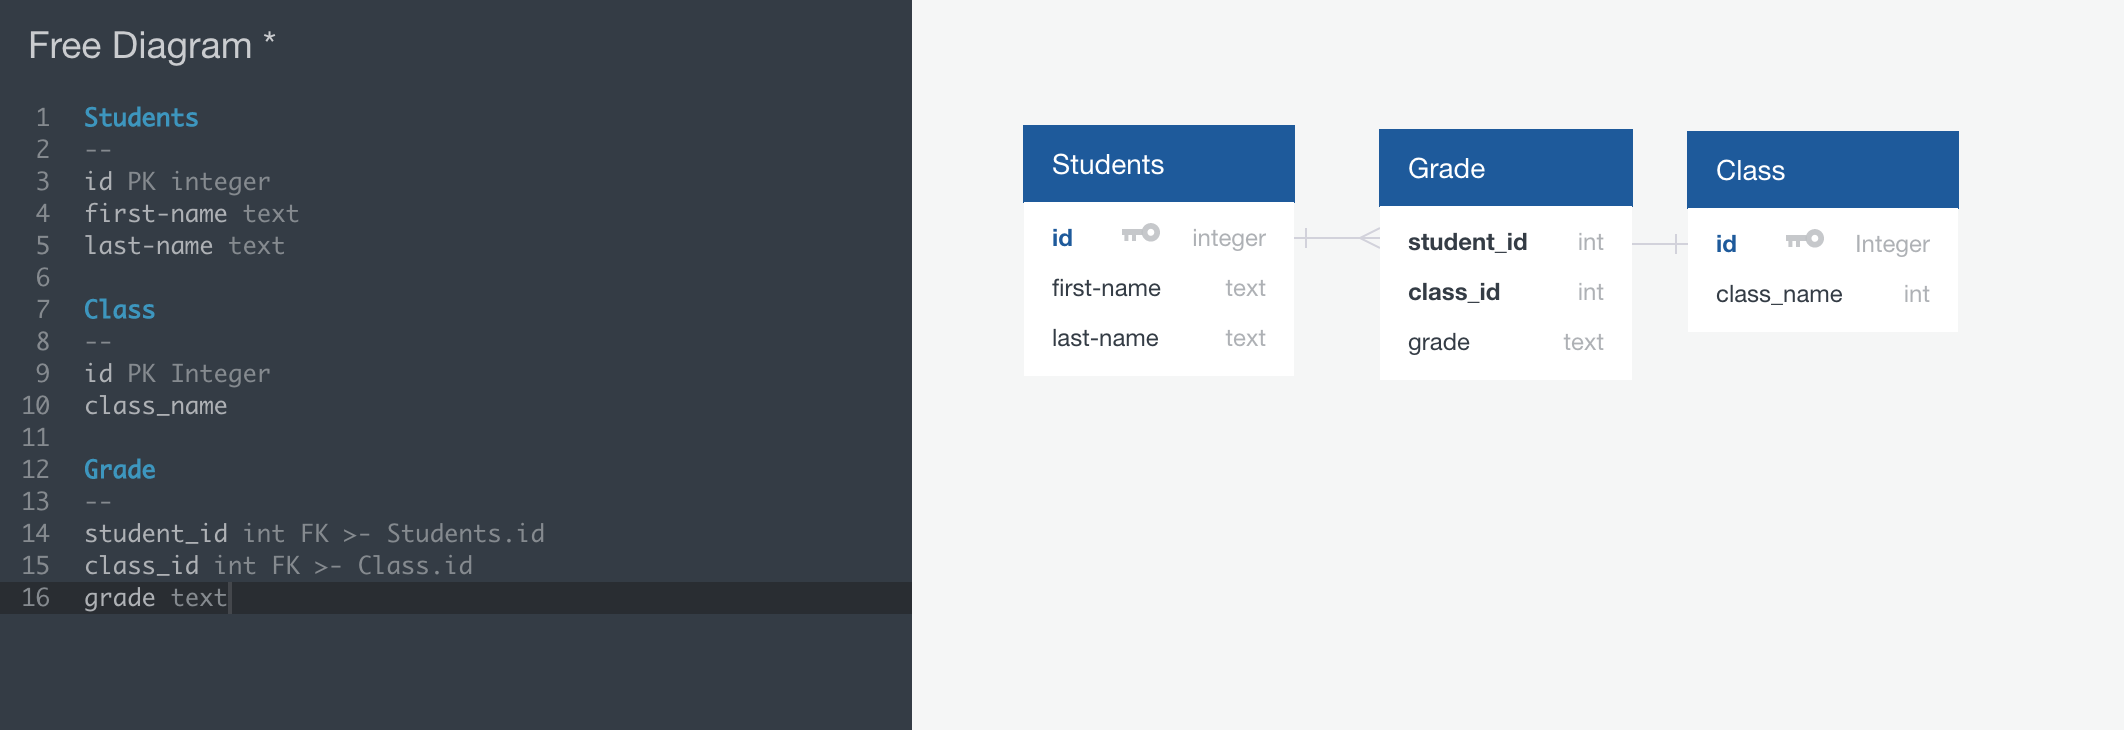 Free Diagram *
1 Students
2 --
3 id PK integer
4 first-name text
5 last-name text
6
7 Class
8 --
9 id PK Integer
10 class_name
11
12 Grade
13 --
14 student_id int FK >- Students.id
15 class_id int FK >- Class.id
16 grade text
Students
id integer
first-name text
last-name text
Grade
student_id int
class_id int
grade text
Class
id Integer
class_name int